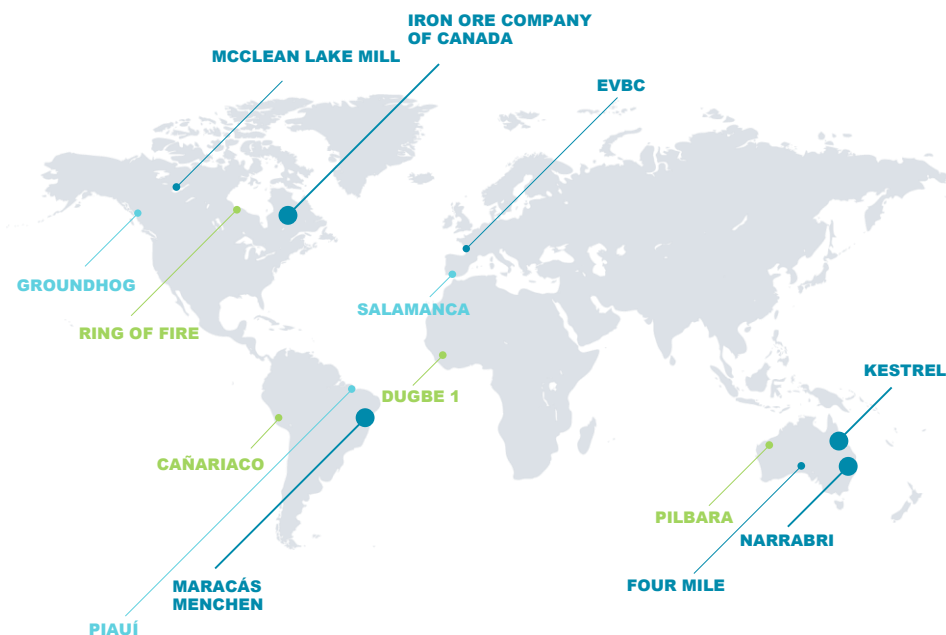 IRON ORE COMPANY
OF CANADA
MCCLEAN LAKE MILL
EVBC
GROUNDHOG
SALAMANCA
RING OF FIRE
KESTREL
DUGBE 1
CAÑARIACO
PILBARA
NARRABRI
FOUR MILE
MARACÁS
MENCHEN
PIAUÍ